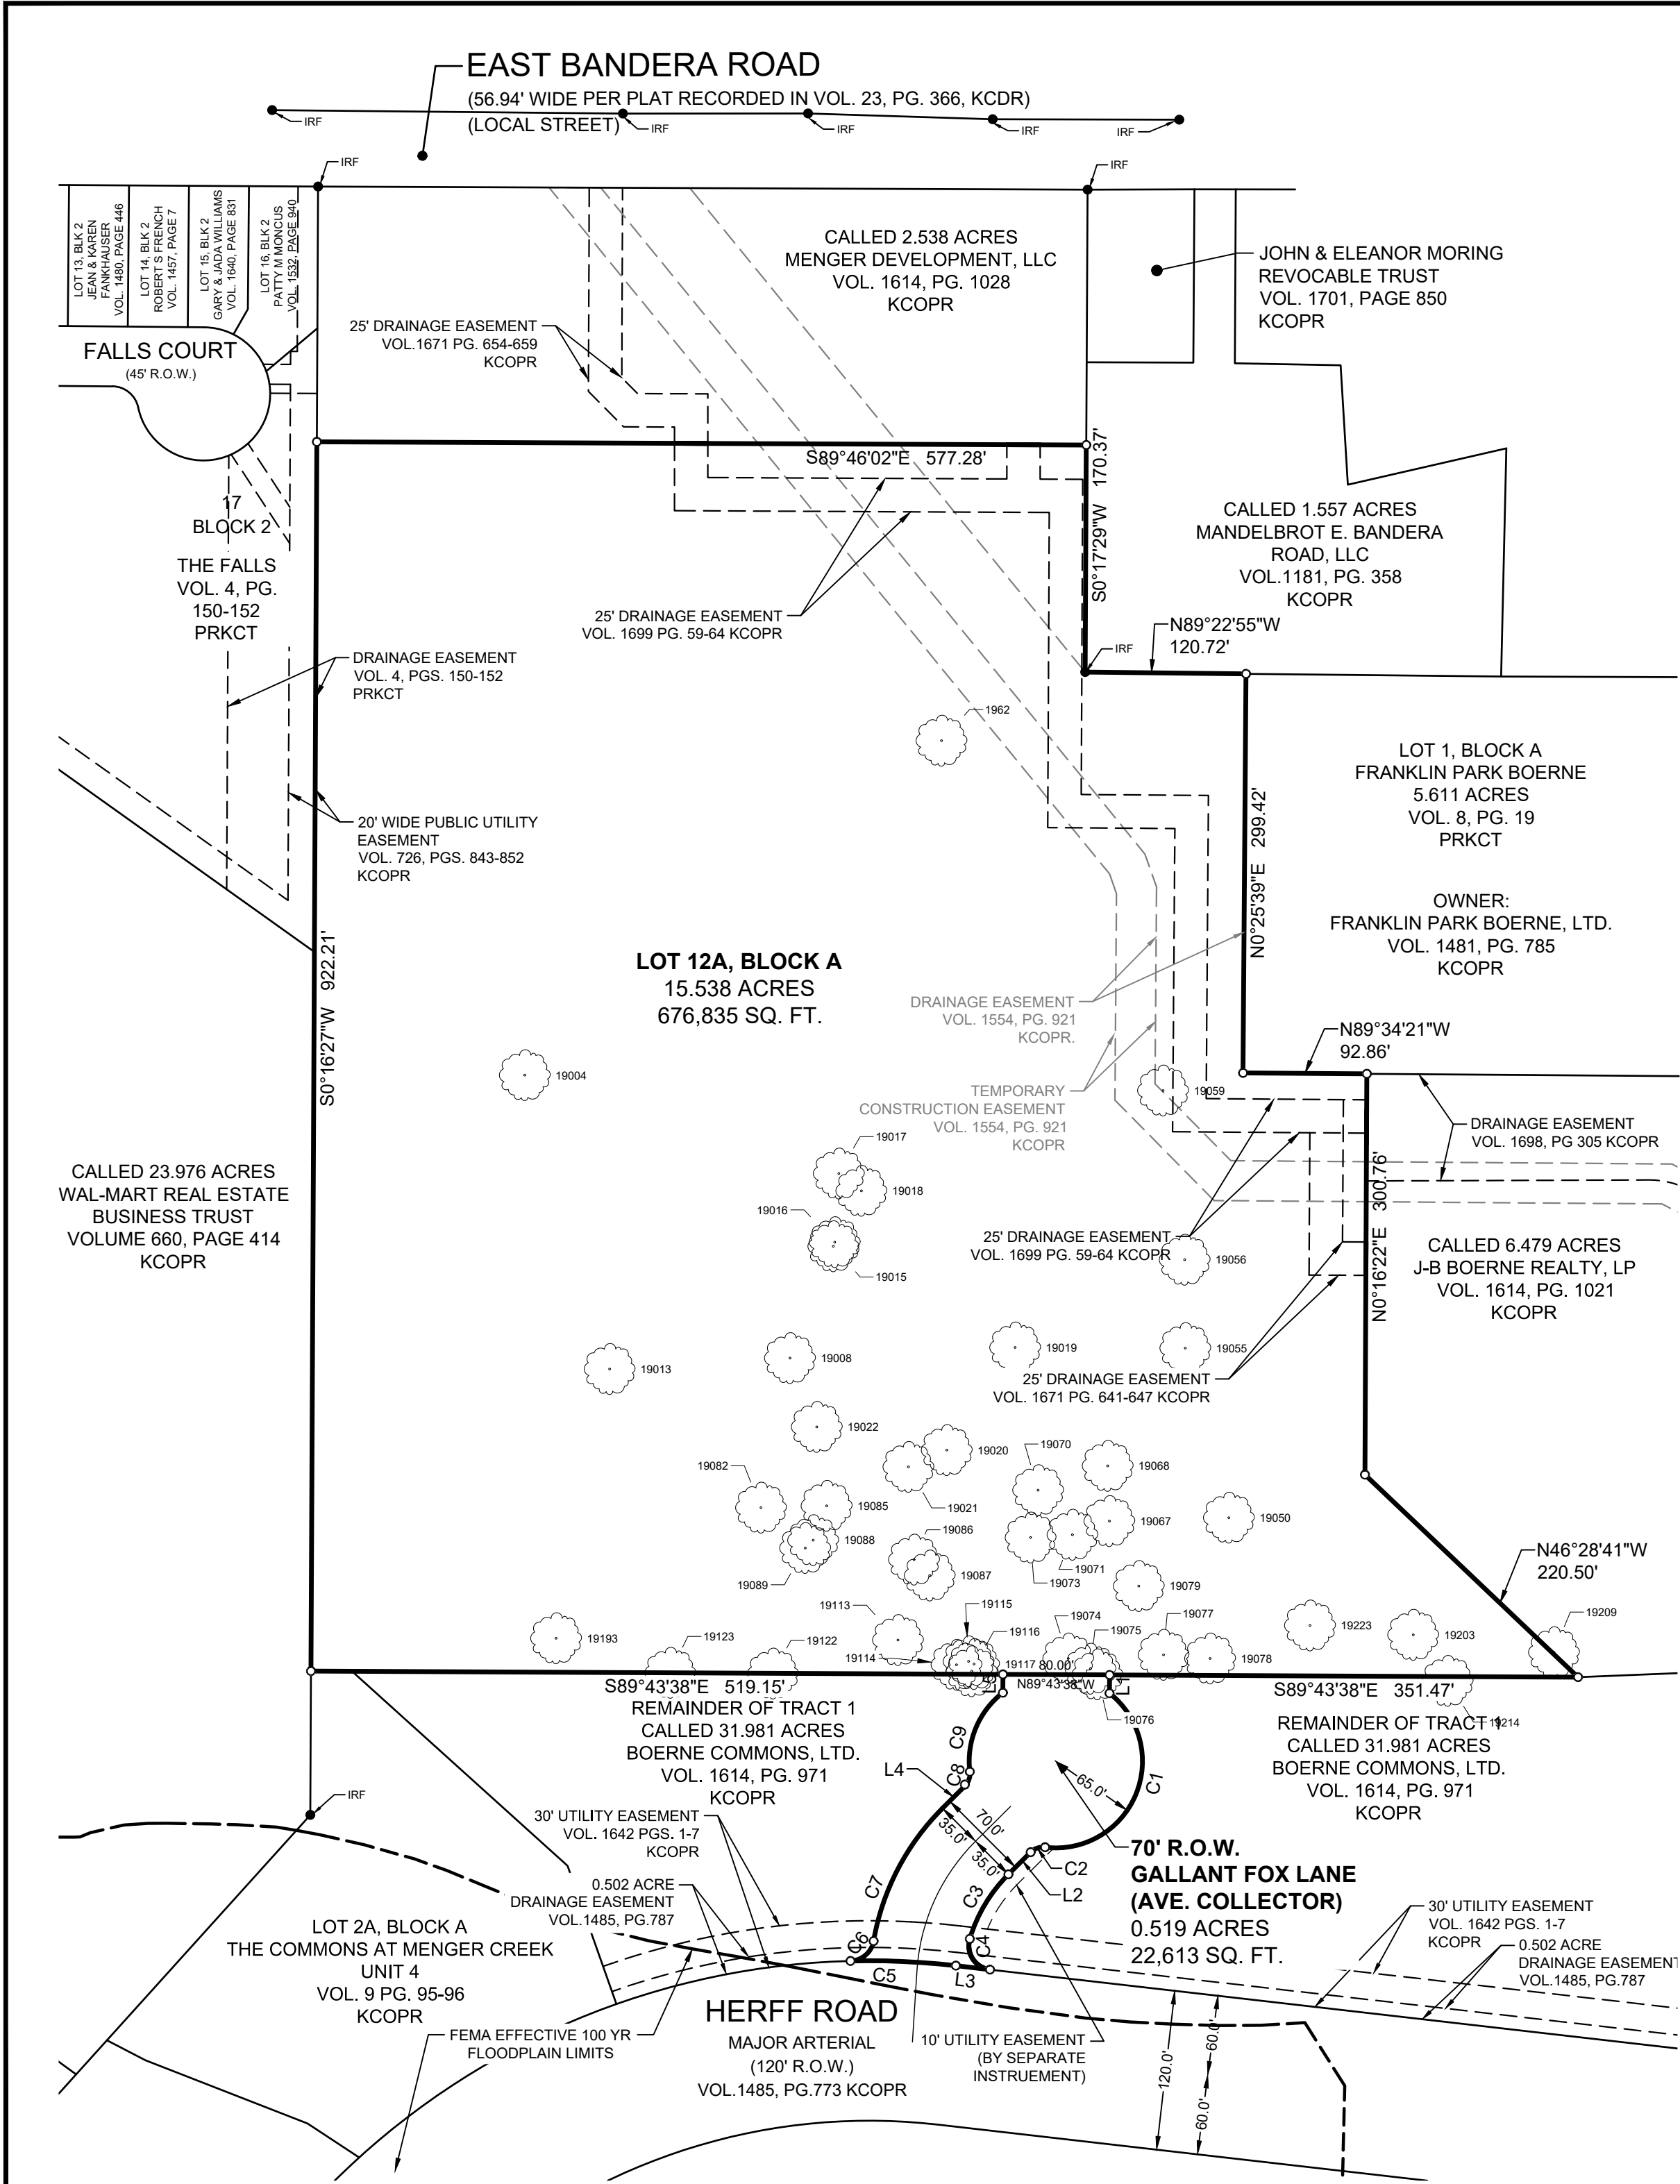 EAST BANDERA ROAD
(56.94' WIDE PER PLAT RECORDED IN VOL. 23, PG. 366, KCDR)
(LOCAL STREET)
IRF
IRF
IRF
IRF
IRF
IRF
IRF
LOT 13, BLK 2
JEAN & KAREN
FANKHAUSER
VOL. 1480, PAGE 446
LOT 14, BLK 2
ROBERT S FRENCH
VOL. 1457, PAGE 7
LOT 15, BLK 2
GARY & JADA WILLIAMS
VOL. 1640, PAGE 831
LOT 16, BLK 2
PATTY M MONCUS
VOL. 1532, PAGE 940
FALLS COURT
(45' R.O.W.)
CALLED 2.538 ACRES
MENGER DEVELOPMENT, LLC
VOL. 1614, PG. 1028
KCOPR
JOHN & ELEANOR MORING
REVOCABLE TRUST
VOL. 1701, PAGE 850
KCOPR
25' DRAINAGE EASEMENT
VOL.1671 PG. 654-659
KCOPR
S89°46'02"E 577.28'
S0°17'29"W 170.37'
17
BLOCK 2
THE FALLS
VOL. 4, PG.
150-152
PRKCT
CALLED 1.557 ACRES
MANDELBROT E. BANDERA
ROAD, LLC
VOL.1181, PG. 358
KCOPR
25' DRAINAGE EASEMENT
VOL. 1699 PG. 59-64 KCOPR
N89°22'55"W
120.72'
IRF
DRAINAGE EASEMENT
VOL. 4, PGS. 150-152
PRKCT
1962
20' WIDE PUBLIC UTILITY
EASEMENT
VOL. 726, PGS. 843-852
KCOPR
LOT 1, BLOCK A
FRANKLIN PARK BOERNE
5.611 ACRES
VOL. 8, PG. 19
PRKCT
OWNER:
FRANKLIN PARK BOERNE, LTD.
VOL. 1481, PG. 785
KCOPR
N0°25'39"E 299.42'
S0°16'27"W 922.21'
LOT 12A, BLOCK A
15.538 ACRES
676,835 SQ. FT.
DRAINAGE EASEMENT
VOL. 1554, PG. 921
KCOPR.
N89°34'21"W
92.86'
19004
TEMPORARY
CONSTRUCTION EASEMENT
VOL. 1554, PG. 921
KCOPR
19059
DRAINAGE EASEMENT
VOL. 1698, PG 305 KCOPR
19017
19018
19016
19015
CALLED 23.976 ACRES
WAL-MART REAL ESTATE
BUSINESS TRUST
VOLUME 660, PAGE 414
KCOPR
N0°16'22"E 300.76'
25' DRAINAGE EASEMENT
VOL. 1699 PG. 59-64 KCOPR
19056
CALLED 6.479 ACRES
J-B BOERNE REALTY, LP
VOL. 1614, PG. 1021
KCOPR
19013
19008
19019
19055
25' DRAINAGE EASEMENT
VOL. 1671 PG. 641-647 KCOPR
19022
19020
19070
19068
19082
19021
19085
19067
19050
19088
19086
19071
19089
19087
19073
19079
N46°28'41"W
220.50'
19113
19115
19074
19077
19209
19193
19123
19122
19116
19075
19223
19203
19114
19117
19078
80.00'
N89°43'38"W
L5
L1
S89°43'38"E 519.15'
S89°43'38"E 351.47'
19076
19214
REMAINDER OF TRACT 1
CALLED 31.981 ACRES
BOERNE COMMONS, LTD.
VOL. 1614, PG. 971
KCOPR
REMAINDER OF TRACT 1
CALLED 31.981 ACRES
BOERNE COMMONS, LTD.
VOL. 1614, PG. 971
KCOPR
C9
C8
L4
C1
65.0'
70.0'
35.0'
35.0'
IRF
30' UTILITY EASEMENT
VOL. 1642 PGS. 1-7
KCOPR
70' R.O.W.
GALLANT FOX LANE
(AVE. COLLECTOR)
0.519 ACRES
22,613 SQ. FT.
C2
L2
C7
C3
0.502 ACRE
DRAINAGE EASEMENT
VOL.1485, PG.787
LOT 2A, BLOCK A
THE COMMONS AT MENGER CREEK
UNIT 4
VOL. 9 PG. 95-96
KCOPR
C6
C4
C5
L3
30' UTILITY EASEMENT
VOL. 1642 PGS. 1-7
KCOPR
0.502 ACRE
DRAINAGE EASEMENT
VOL.1485, PG.787
HERFF ROAD
MAJOR ARTERIAL
(120' R.O.W.)
VOL.1485, PG.773 KCOPR
FEMA EFFECTIVE 100 YR
FLOODPLAIN LIMITS
10' UTILITY EASEMENT
(BY SEPARATE
INSTRUEMENT)
120.0'
60.0'
60.0'